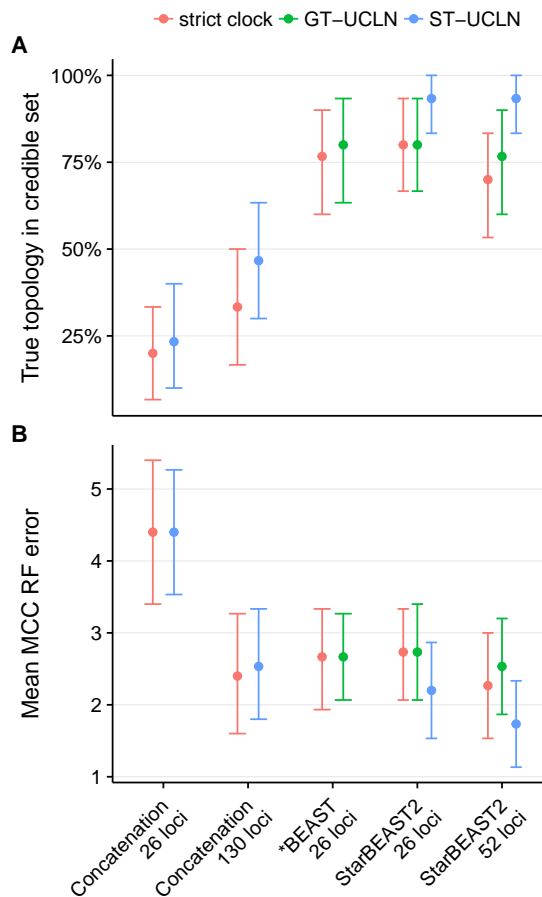 strict clock GT−UCLN ST−UCLN
A
100%
75%
50%
25%
True topology in credible set
B
5
4
3
2
1
Mean MCC RF error
Concatenation
26 loci
Concatenation
130 loci
*BEAST
26 loci
StarBEAST2
26 loci
StarBEAST2
52 loci